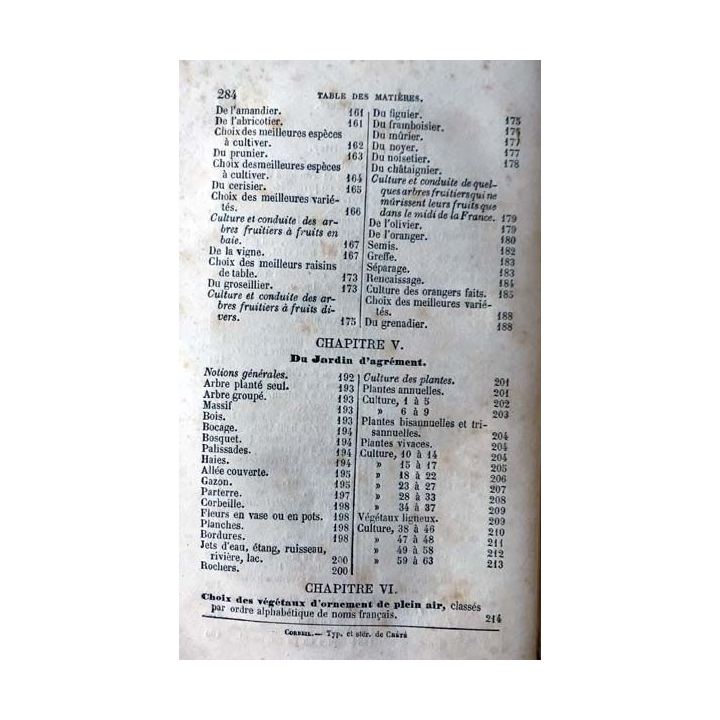 284
TABLE DES MATIÈRES.
De l'amandier. 161
De l'abricotier. 161
Choix des meilleures espèces
à cultiver. 162
Du prunier. 163
Choix des meilleures espèces
à cultiver. 164
Du cerisier. 165
Choix des meilleures varié-
tés. 166
Culture et conduite des ar-
bres fruitiers à fruits en
baie. 167
De la vigne. 167
Choix des meilleurs raisins
de table. 173
Du groseillier. 173
Culture et conduite des ar-
bres fruitiers à fruits di-
vers. 175
Du figuier. 175
Du framboisier. 175
Du mûrier. 177
Du noyer. 177
Du noisetier. 178
Du châtaignier.
Culture et conduite de quel-
ques arbres fruitiers qui ne
mûrissent leurs fruits que
dans le midi de la France. 179
De l'olivier. 179
De l'oranger. 180
Semis. 182
Greffe. 183
Séparage. 183
Rencaissage. 184
Culture des orangers faits. 185
Choix des meilleures varié-
tés. 188
Du grenadier. 188
CHAPITRE V.
Du Jardin d'agrément.
Notions générales. 192
Arbre planté seul. 193
Arbre groupé. 193
Massif 193
Bois. 193
Bocage. 194
Bosquet. 194
Palissades. 194
Haies. 194
Allée couverte. 195
Gazon. 195
Parterre. 197
Corbeille. 198
Fleurs en vase ou en pots. 198
Planches. 198
Bordures. 198
Jets d'eau, étang, ruisseau,
rivière, lac. 200
Rochers. 200
Culture des plantes. 201
Plantes annuelles. 201
Culture, 1 à 5 202
» 6 à 9 203
Plantes bisannuelles et tri-
sannuelles. 204
Plantes vivaces. 204
Culture, 10 à 14 204
» 15 à 17 205
» 18 à 22 206
» 23 à 27 207
» 28 à 33 208
» 34 à 37 209
Végétaux ligneux. 209
Culture, 38 à 46 210
» 47 à 48 211
» 49 à 58 212
» 59 à 63 213
CHAPITRE VI.
Choix des végétaux d'ornement de plein air, classés
par ordre alphabétique de noms français. 214
CORBEIL. — Typ. et stér. de CRÉTÉ